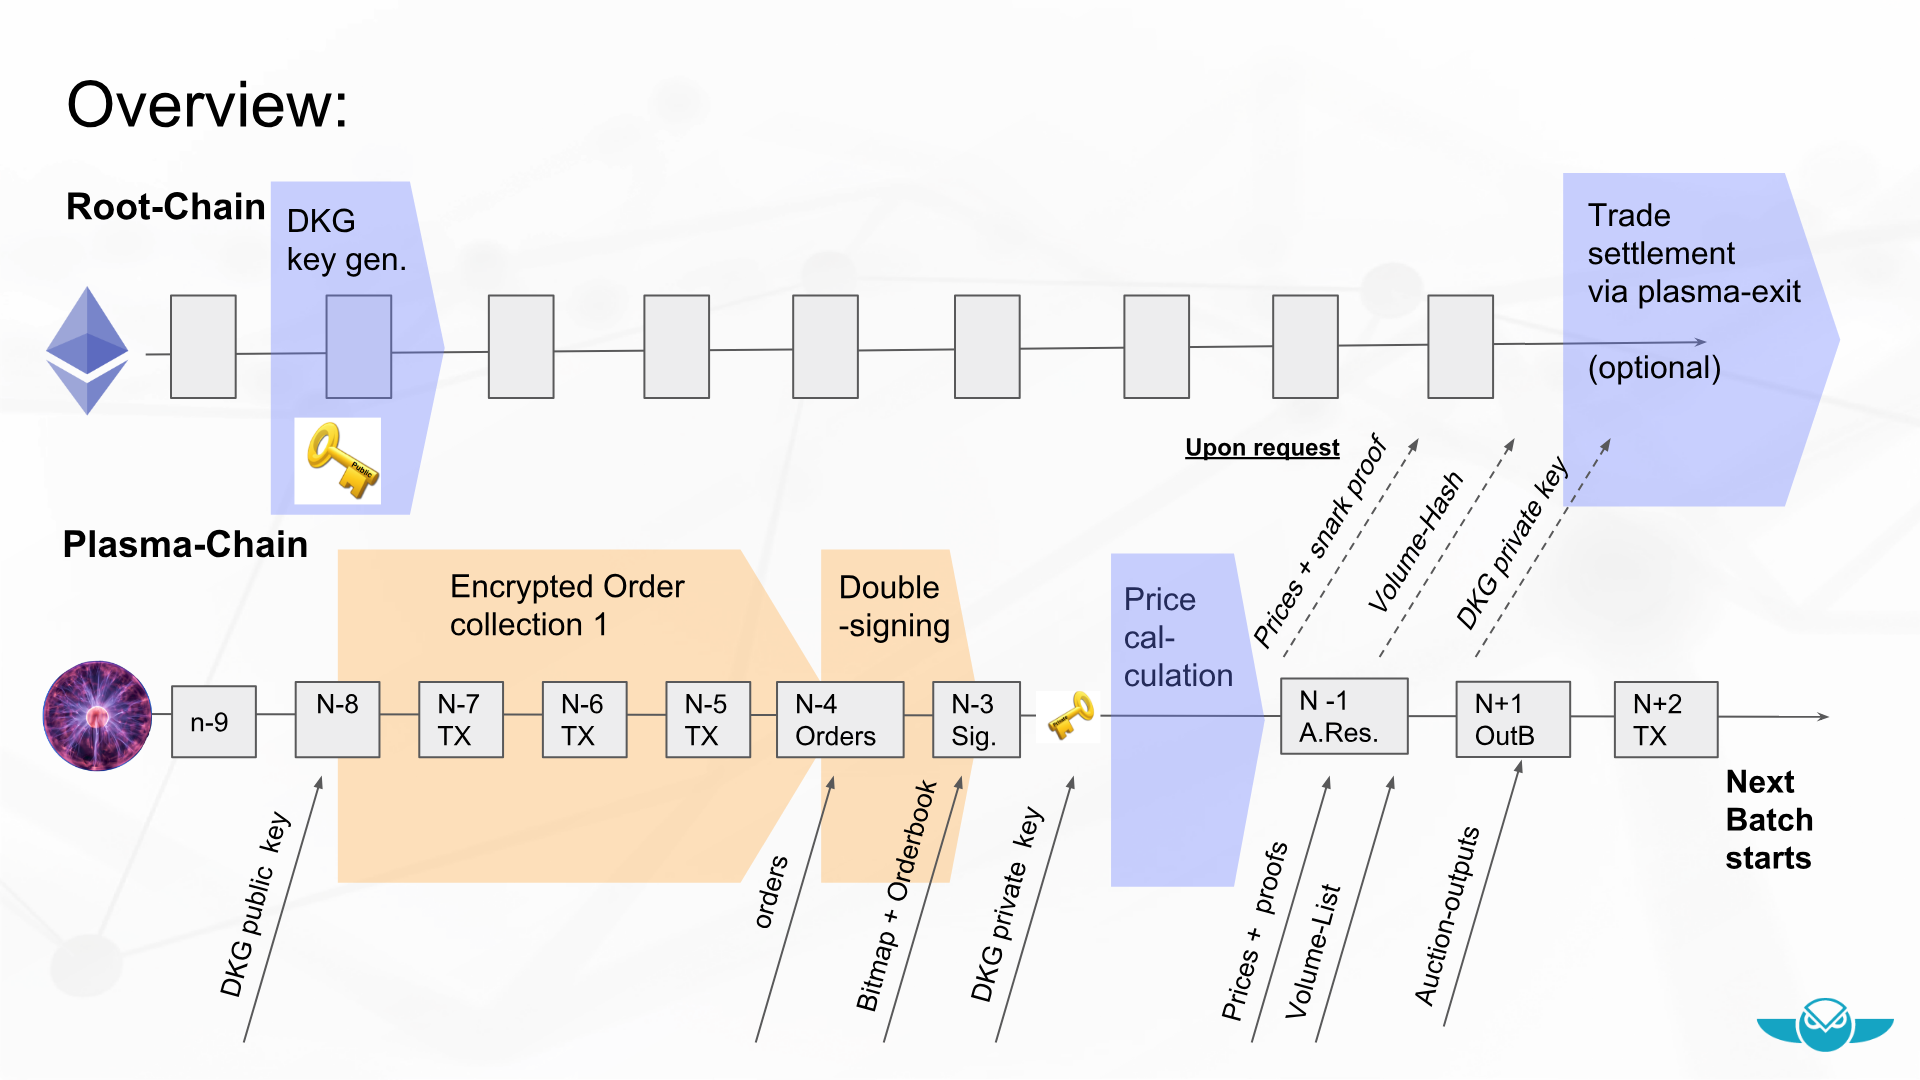 Overview:
Root-Chain
DKG
key gen.
Trade
settlement
via plasma-exit
(optional)
Public
Upon request
Prices + snark proof
Volume-Hash
DKG private key
Plasma-Chain
Encrypted Order
collection 1
Double
-signing
Price
cal-
culation
n-9
N-8
N-7
TX
N-6
TX
N-5
TX
N-4
Orders
N-3
Sig.
Private
N -1
A.Res.
N+1
OutB
N+2
TX
Next
Batch
starts
DKG public key
orders
Bitmap + Orderbook
DKG private key
Prices + proofs
Volume-List
Auction-outputs